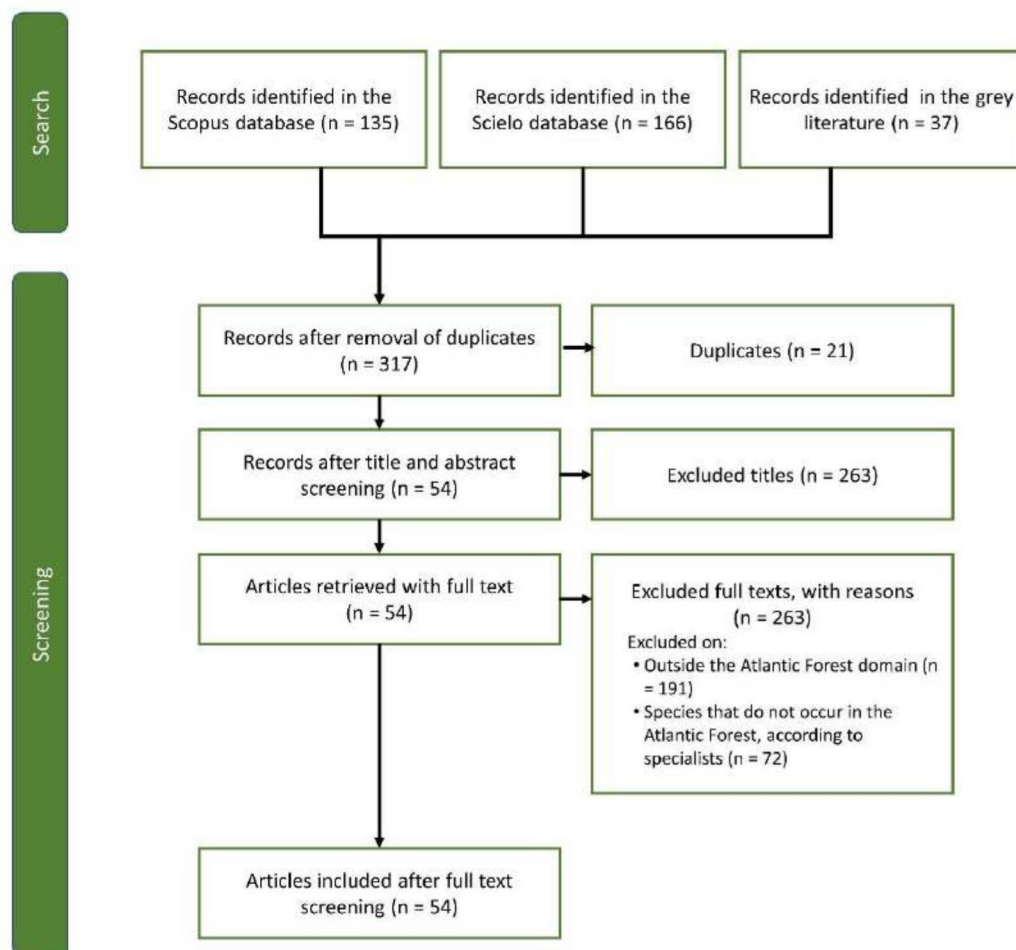 Search
Records identified in the
Scopus database (n = 135)
Records identified in the
Scielo database (n = 166)
Records identified in the grey
literature (n = 37)
Screening
Records after removal of duplicates
(n = 317)
Duplicates (n = 21)
Records after title and abstract
screening (n = 54)
Excluded titles (n = 263)
Articles retrieved with full text
(n = 54)
Excluded full texts, with reasons
(n = 263)
Excluded on:
• Outside the Atlantic Forest domain (n
= 191)
• Species that do not occur in the
Atlantic Forest, according to
specialists (n = 72)
Articles included after full text
screening (n = 54)